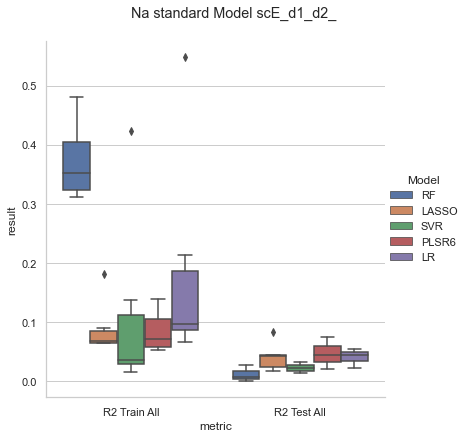 Na standard Model scE_d1_d2_
0.5
0.4
0.3
0.2
0.1
0.0
result
R2 Train All
R2 Test All
metric
Model
RF
LASSO
SVR
PLSR6
LR